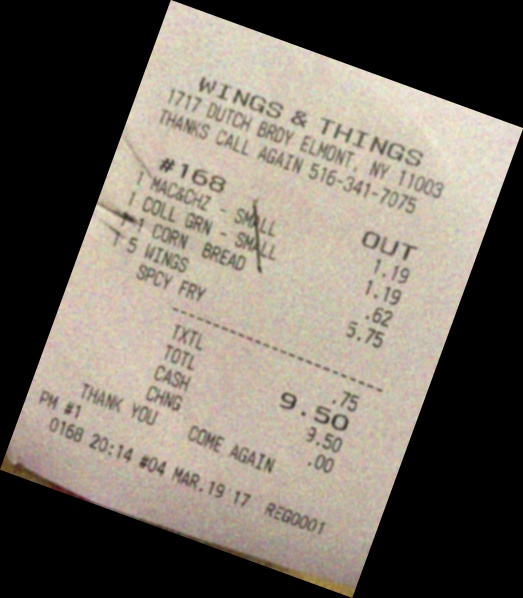 WINGS & THINGS
1717 DUTCH BRDY ELMONT, NY 11003
THANKS CALL AGAIN 516-341-7075
#168 OUT
1 MAC&CHZ - SMALL 1.19
1 COLL GRN - SMALL 1.19
1 CORN BREAD .62
1 5 WINGS 5.75
SPCY FRY
TXTL .75
TOTL 9.50
CASH 9.50
CHNG .00
THANK YOU COME AGAIN
PM #1
0168 20:14 #04 MAR.19 17 REG0001